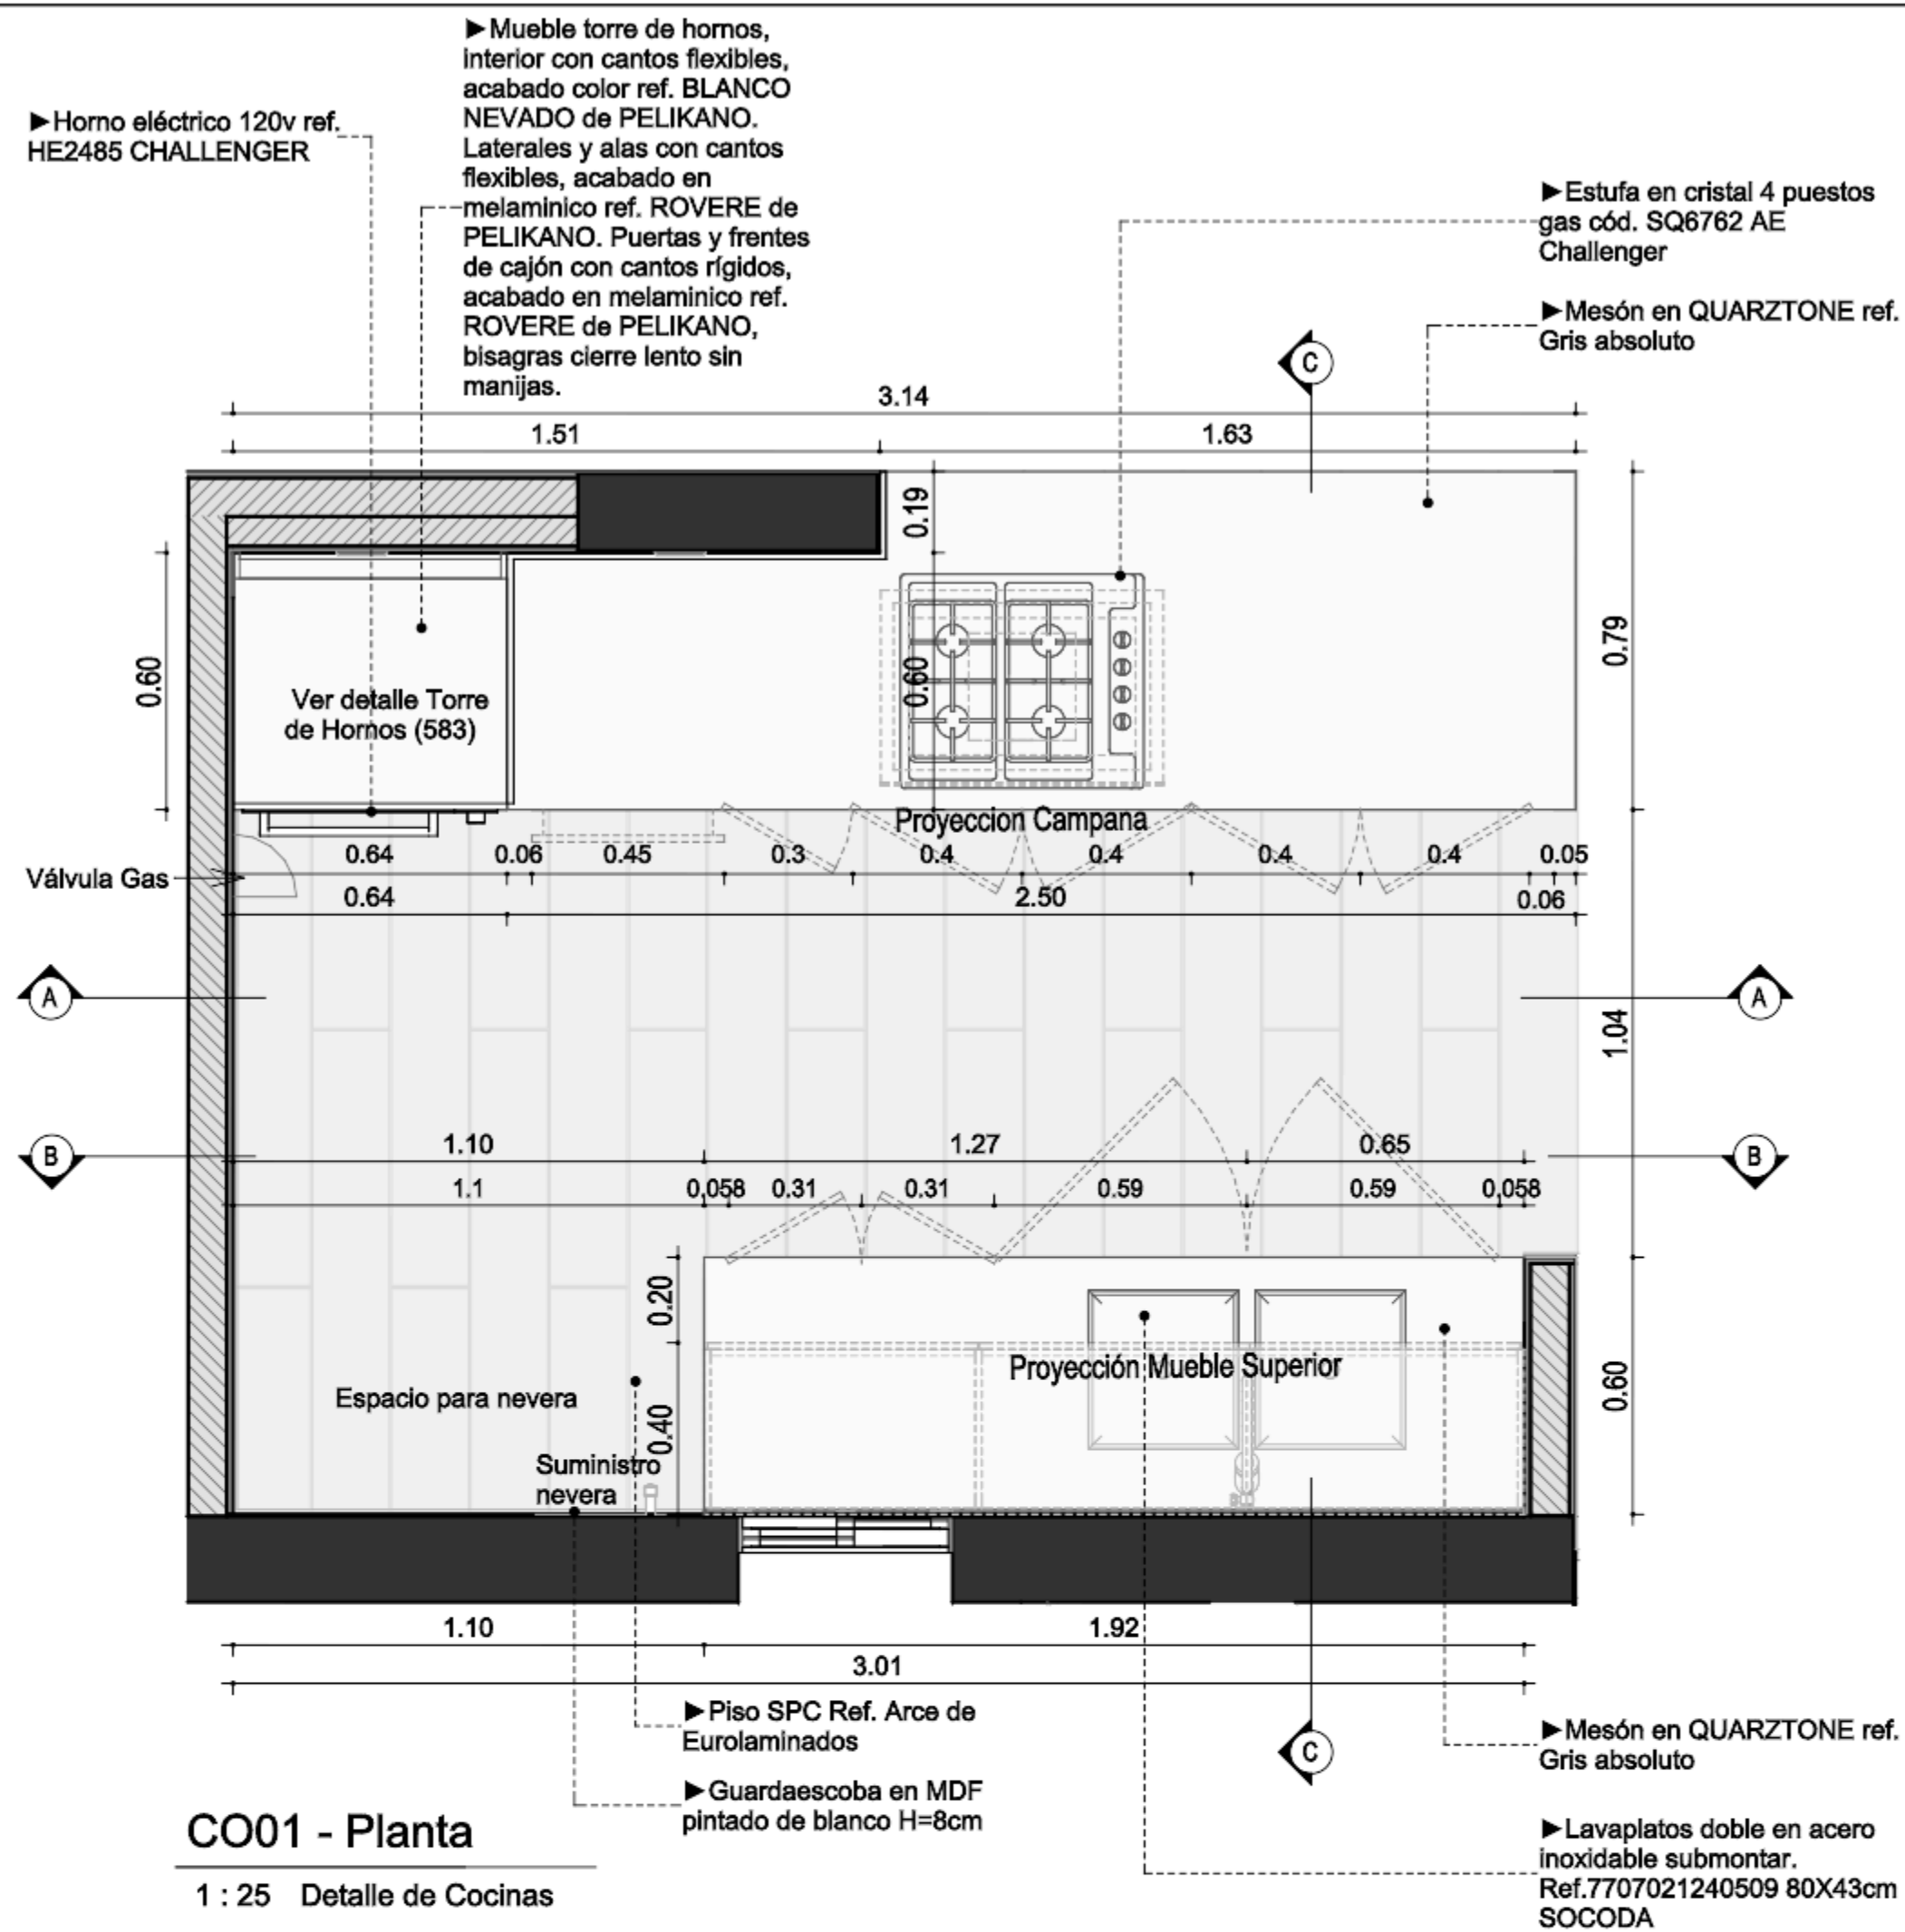 ►Mueble torre de hornos,
interior con cantos flexibles,
acabado color ref. BLANCO
NEVADO de PELIKANO.
Laterales y alas con cantos
flexibles, acabado en
melaminico ref. ROVERE de
PELIKANO. Puertas y frentes
de cajón con cantos rígidos,
acabado en melaminico ref.
ROVERE de PELIKANO,
bisagras cierre lento sin
manijas.
►Horno eléctrico 120v ref.
HE2485 CHALLENGER
►Estufa en cristal 4 puestos
gas cód. SQ6762 AE
Challenger
►Mesón en QUARZTONE ref.
Gris absoluto
C
3.14
1.51
1.63
0.19
0.60
0.60
0.79
Ver detalle Torre
de Hornos (583)
Proyeccion Campana
0.64
0.06
0.45
0.3
0.4
0.4
0.4
0.4
0.05
Válvula Gas
0.64
2.50
0.06
A
A
1.04
B
B
1.10
1.27
0.65
1.1
0,058
0.31
0.31
0.59
0.59
0,058
0.20
0.40
0.60
Proyección Mueble Superior
Espacio para nevera
Suministro
nevera
1.10
1.92
3.01
►Piso SPC Ref. Arce de
Eurolaminados
►Guardaescoba en MDF
pintado de blanco H=8cm
C
►Mesón en QUARZTONE ref.
Gris absoluto
►Lavaplatos doble en acero
inoxidable submontar.
Ref.7707021240509 80X43cm
SOCODA
CO01 - Planta
1 : 25 Detalle de Cocinas